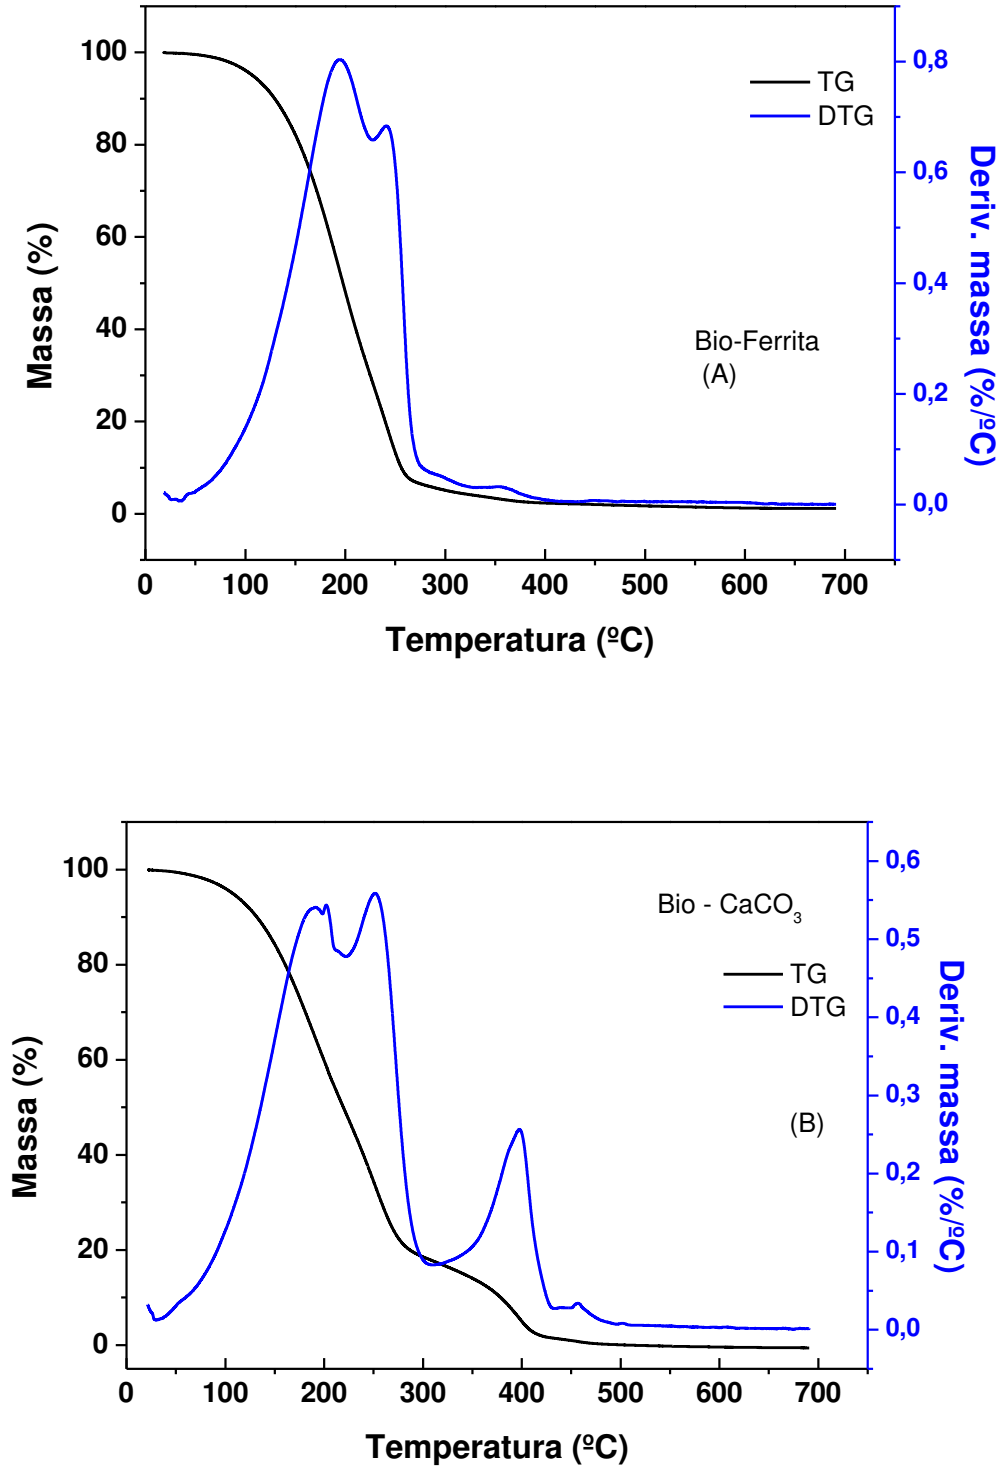 100
80
60
40
20
0
Massa (%)
0,8
0,6
0,4
0,2
0,0
Deriv. massa (%/ºC)
TG
DTG
Bio-Ferrita
(A)
0 100 200 300 400 500 600 700
Temperatura (ºC)
100
80
60
40
20
0
Massa (%)
0,6
0,5
0,4
0,3
0,2
0,1
0,0
Deriv. massa (%/ºC)
Bio - CaCO₃
TG
DTG
(B)
0 100 200 300 400 500 600 700
Temperatura (ºC)